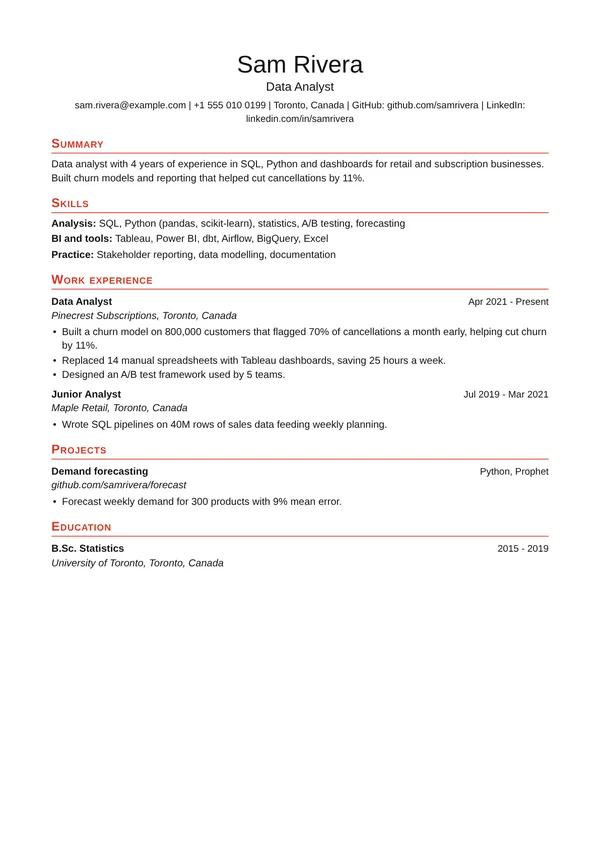 Sam Rivera
Data Analyst
sam.rivera@example.com | +1 555 010 0199 | Toronto, Canada | GitHub: github.com/samrivera | LinkedIn:
linkedin.com/in/samrivera
Summary
Data analyst with 4 years of experience in SQL, Python and dashboards for retail and subscription businesses.
Built churn models and reporting that helped cut cancellations by 11%.
Skills
Analysis: SQL, Python (pandas, scikit-learn), statistics, A/B testing, forecasting
BI and tools: Tableau, Power BI, dbt, Airflow, BigQuery, Excel
Practice: Stakeholder reporting, data modelling, documentation
Work experience
Data Analyst Apr 2021 - Present
Pinecrest Subscriptions, Toronto, Canada
• Built a churn model on 800,000 customers that flagged 70% of cancellations a month early, helping cut churn
by 11%.
• Replaced 14 manual spreadsheets with Tableau dashboards, saving 25 hours a week.
• Designed an A/B test framework used by 5 teams.
Junior Analyst Jul 2019 - Mar 2021
Maple Retail, Toronto, Canada
• Wrote SQL pipelines on 40M rows of sales data feeding weekly planning.
Projects
Demand forecasting Python, Prophet
github.com/samrivera/forecast
• Forecast weekly demand for 300 products with 9% mean error.
Education
B.Sc. Statistics 2015 - 2019
University of Toronto, Toronto, Canada